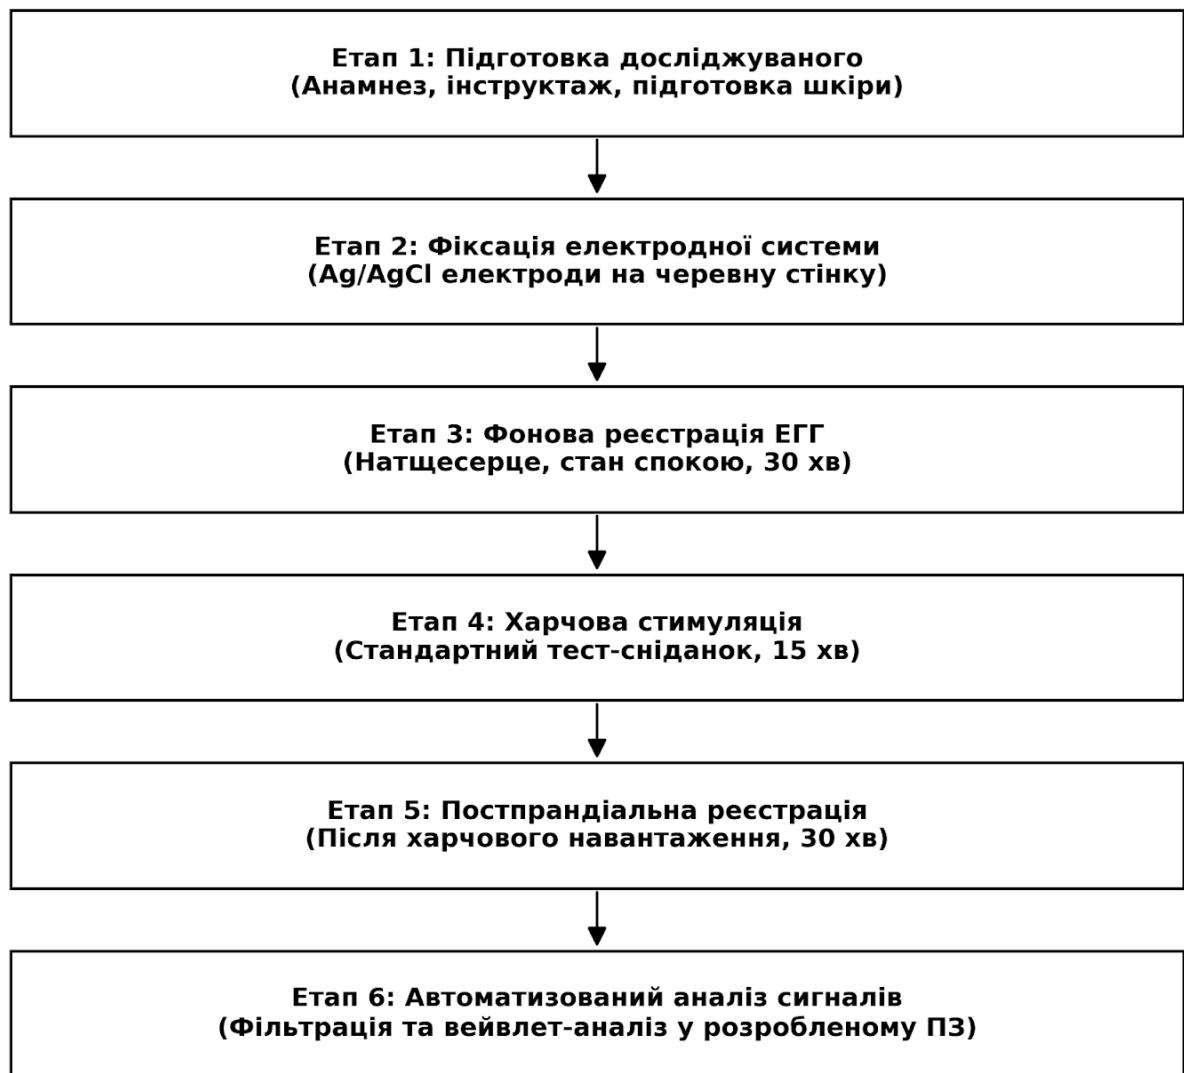 Етап 1: Підготовка досліджуваного
(Анамнез, інструктаж, підготовка шкіри)
Етап 2: Фіксація електродної системи
(Ag/AgCl електроди на черевну стінку)
Етап 3: Фонова реєстрація ЕГГ
(Натщесерце, стан спокою, 30 хв)
Етап 4: Харчова стимуляція
(Стандартний тест-сніданок, 15 хв)
Етап 5: Постпрандіальна реєстрація
(Після харчового навантаження, 30 хв)
Етап 6: Автоматизований аналіз сигналів
(Фільтрація та вейвлет-аналіз у розробленому ПЗ)